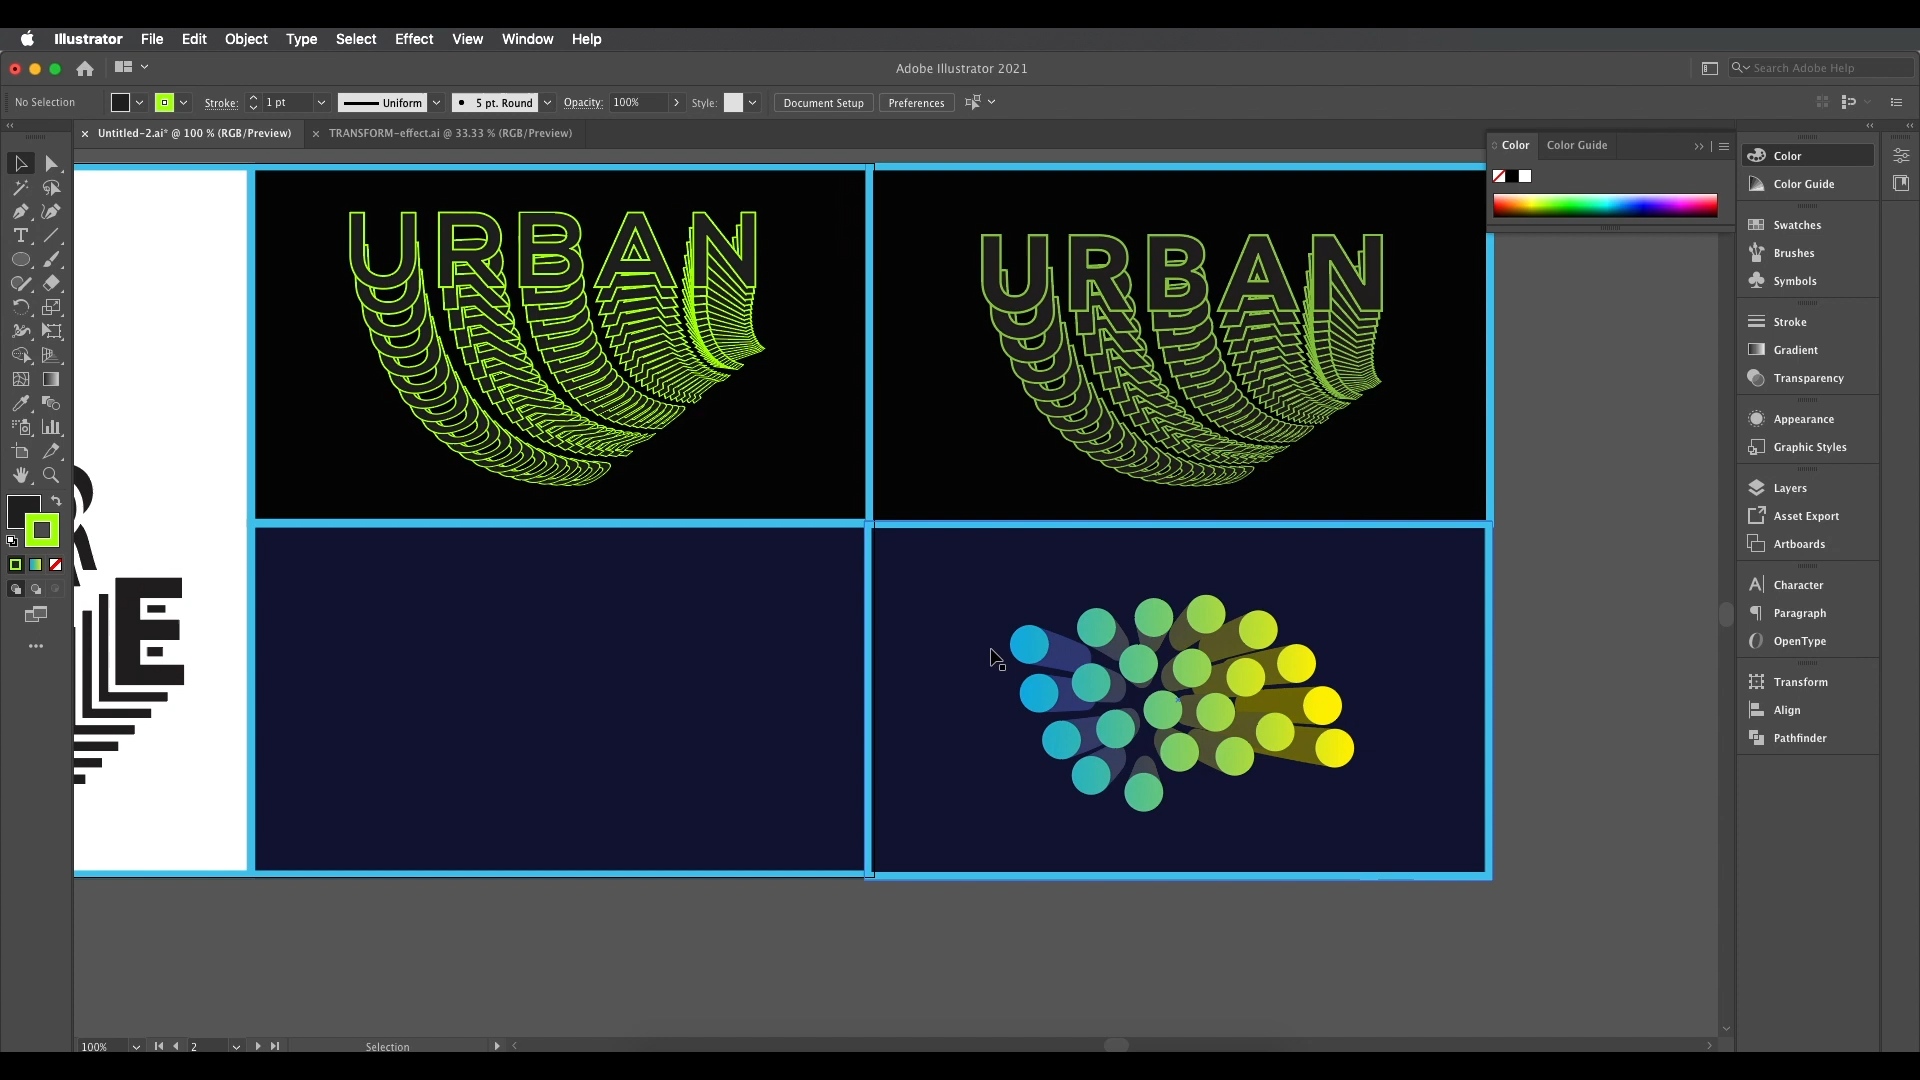 Illustrator File Edit Object Type Select Effect View Window Help
Adobe Illustrator 2021
Search Adobe Help
No Selection Stroke: 1 pt Uniform 5 pt. Round Opacity: 100% Style: Document Setup Preferences
Untitled-2.ai* @ 100 % (RGB/Preview) TRANSFORM-effect.ai @ 33.33 % (RGB/Preview)
Color Color Guide
Color
Color Guide
Swatches
Brushes
Symbols
Stroke
Gradient
Transparency
Appearance
Graphic Styles
Layers
Asset Export
Artboards
Character
Paragraph
OpenType
Transform
Align
Pathfinder
URBAN
URBAN
R
E
100% 2 Selection